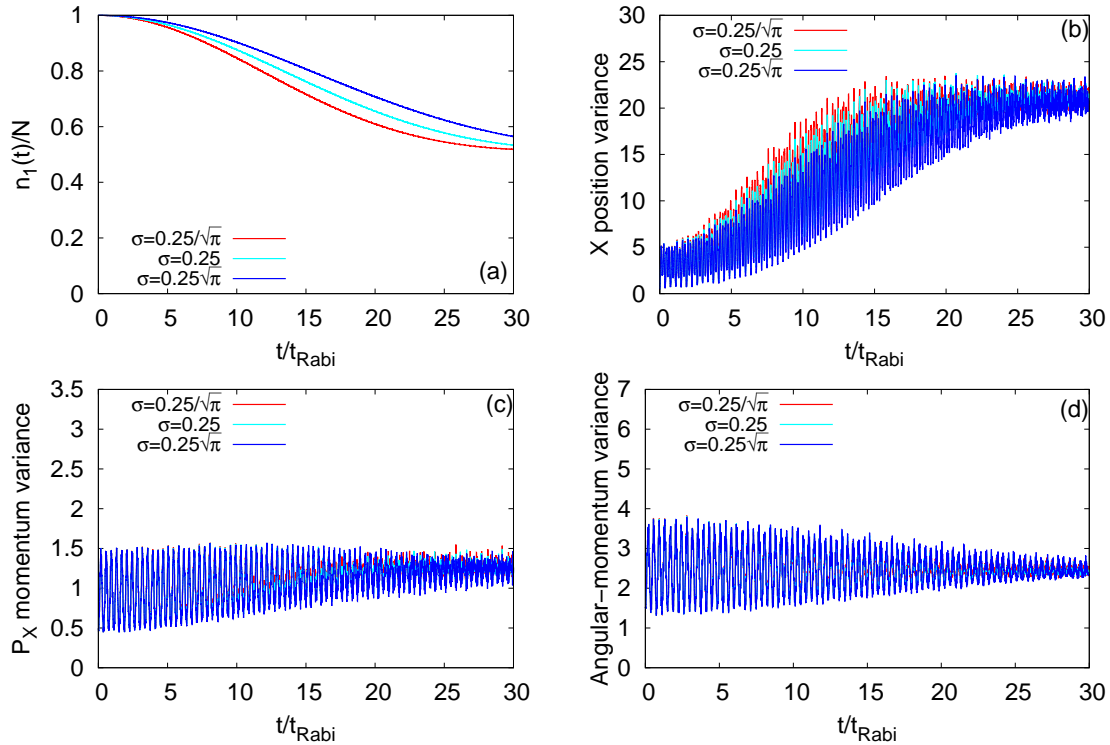 1
0.8
0.6
0.4
0.2
0
n1(t)/N
σ=0.25/√π
σ=0.25
σ=0.25√π
(a)
0 5 10 15 20 25 30
t/tRabi
30
25
20
15
10
5
0
X position variance
σ=0.25/√π
σ=0.25
σ=0.25√π
(b)
0 5 10 15 20 25 30
t/tRabi
3.5
3
2.5
2
1.5
1
0.5
0
PX momentum variance
σ=0.25/√π
σ=0.25
σ=0.25√π
(c)
0 5 10 15 20 25 30
t/tRabi
7
6
5
4
3
2
1
0
Angular−momentum variance
σ=0.25/√π
σ=0.25
σ=0.25√π
(d)
0 5 10 15 20 25 30
t/tRabi